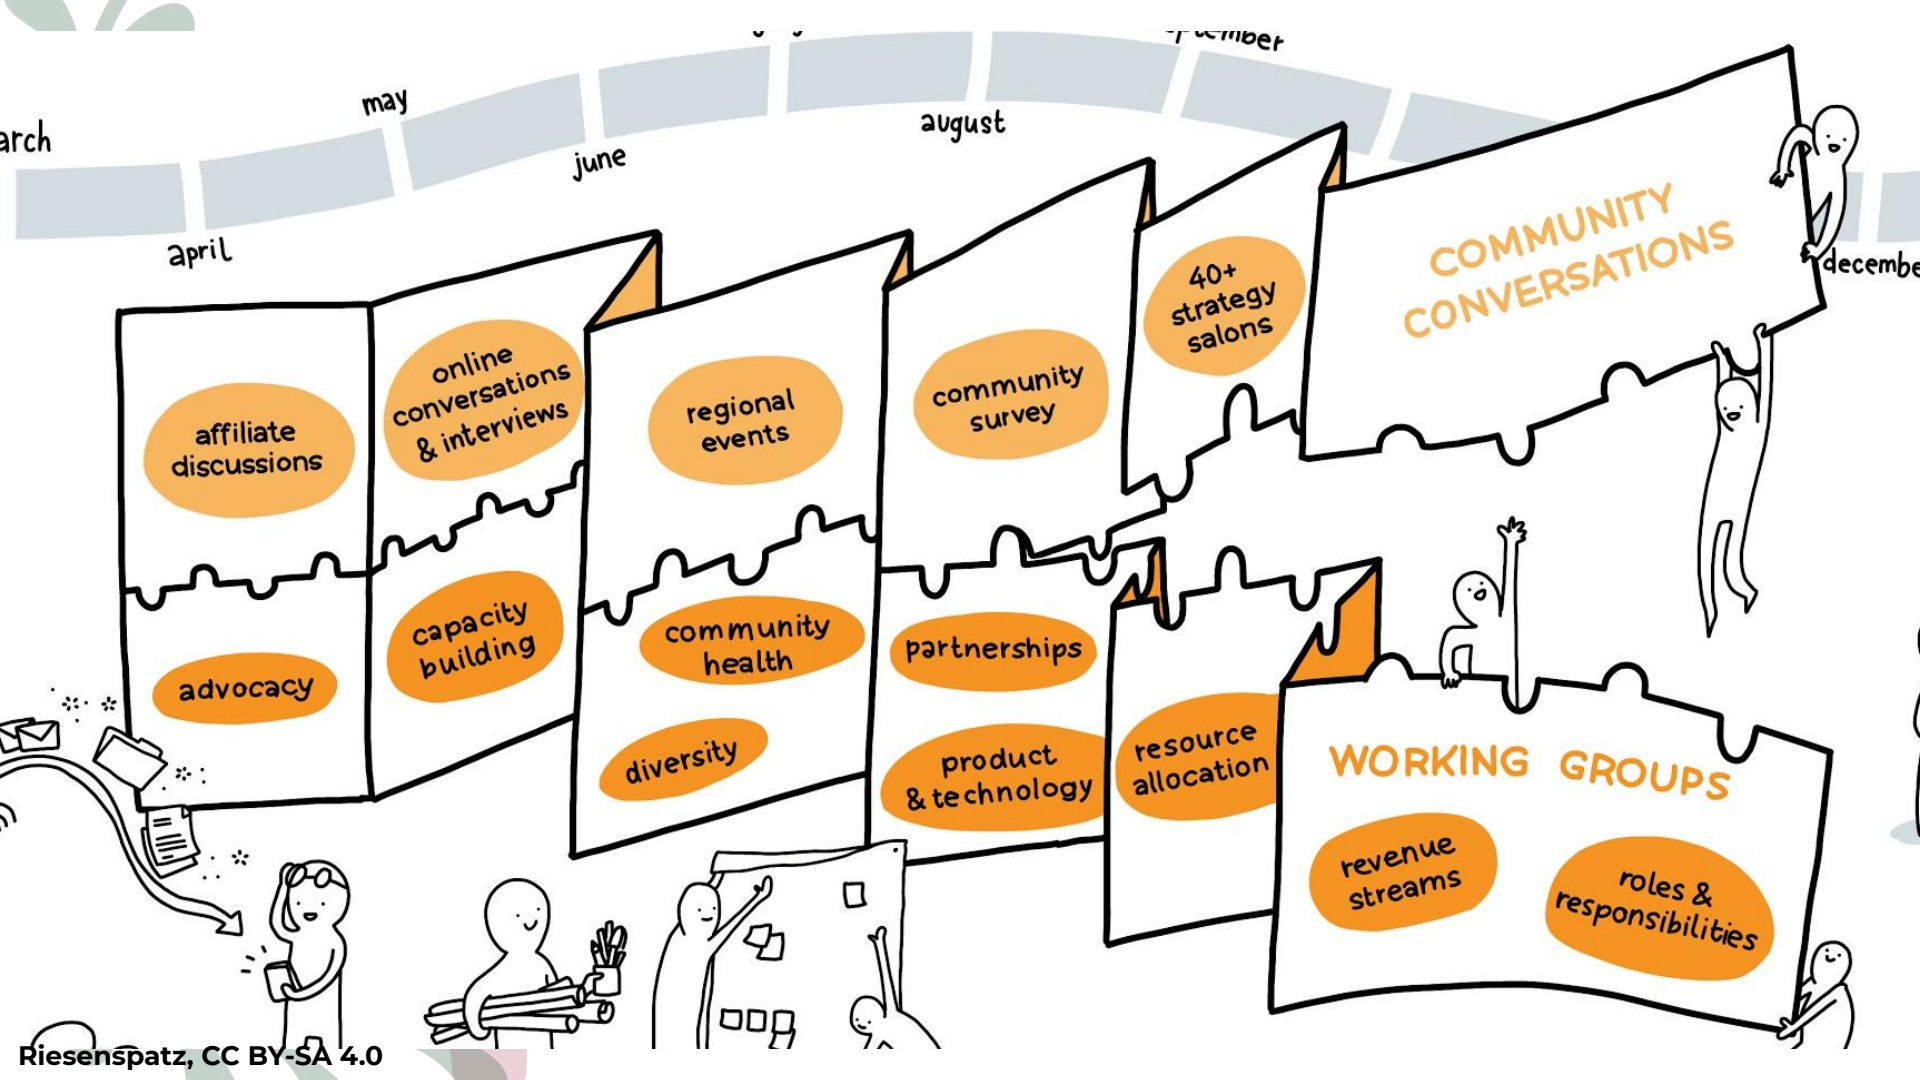 may
june
august
april
affiliate
discussions
online
conversations
& interviews
regional
events
community
survey
40+
strategy
salons
COMMUNITY
CONVERSATIONS
advocacy
capacity
building
community
health
diversity
partnerships
product
& technology
resource
allocation
WORKING GROUPS
revenue
streams
roles &
responsibilities
Riesenspatz, CC BY-SA 4.0